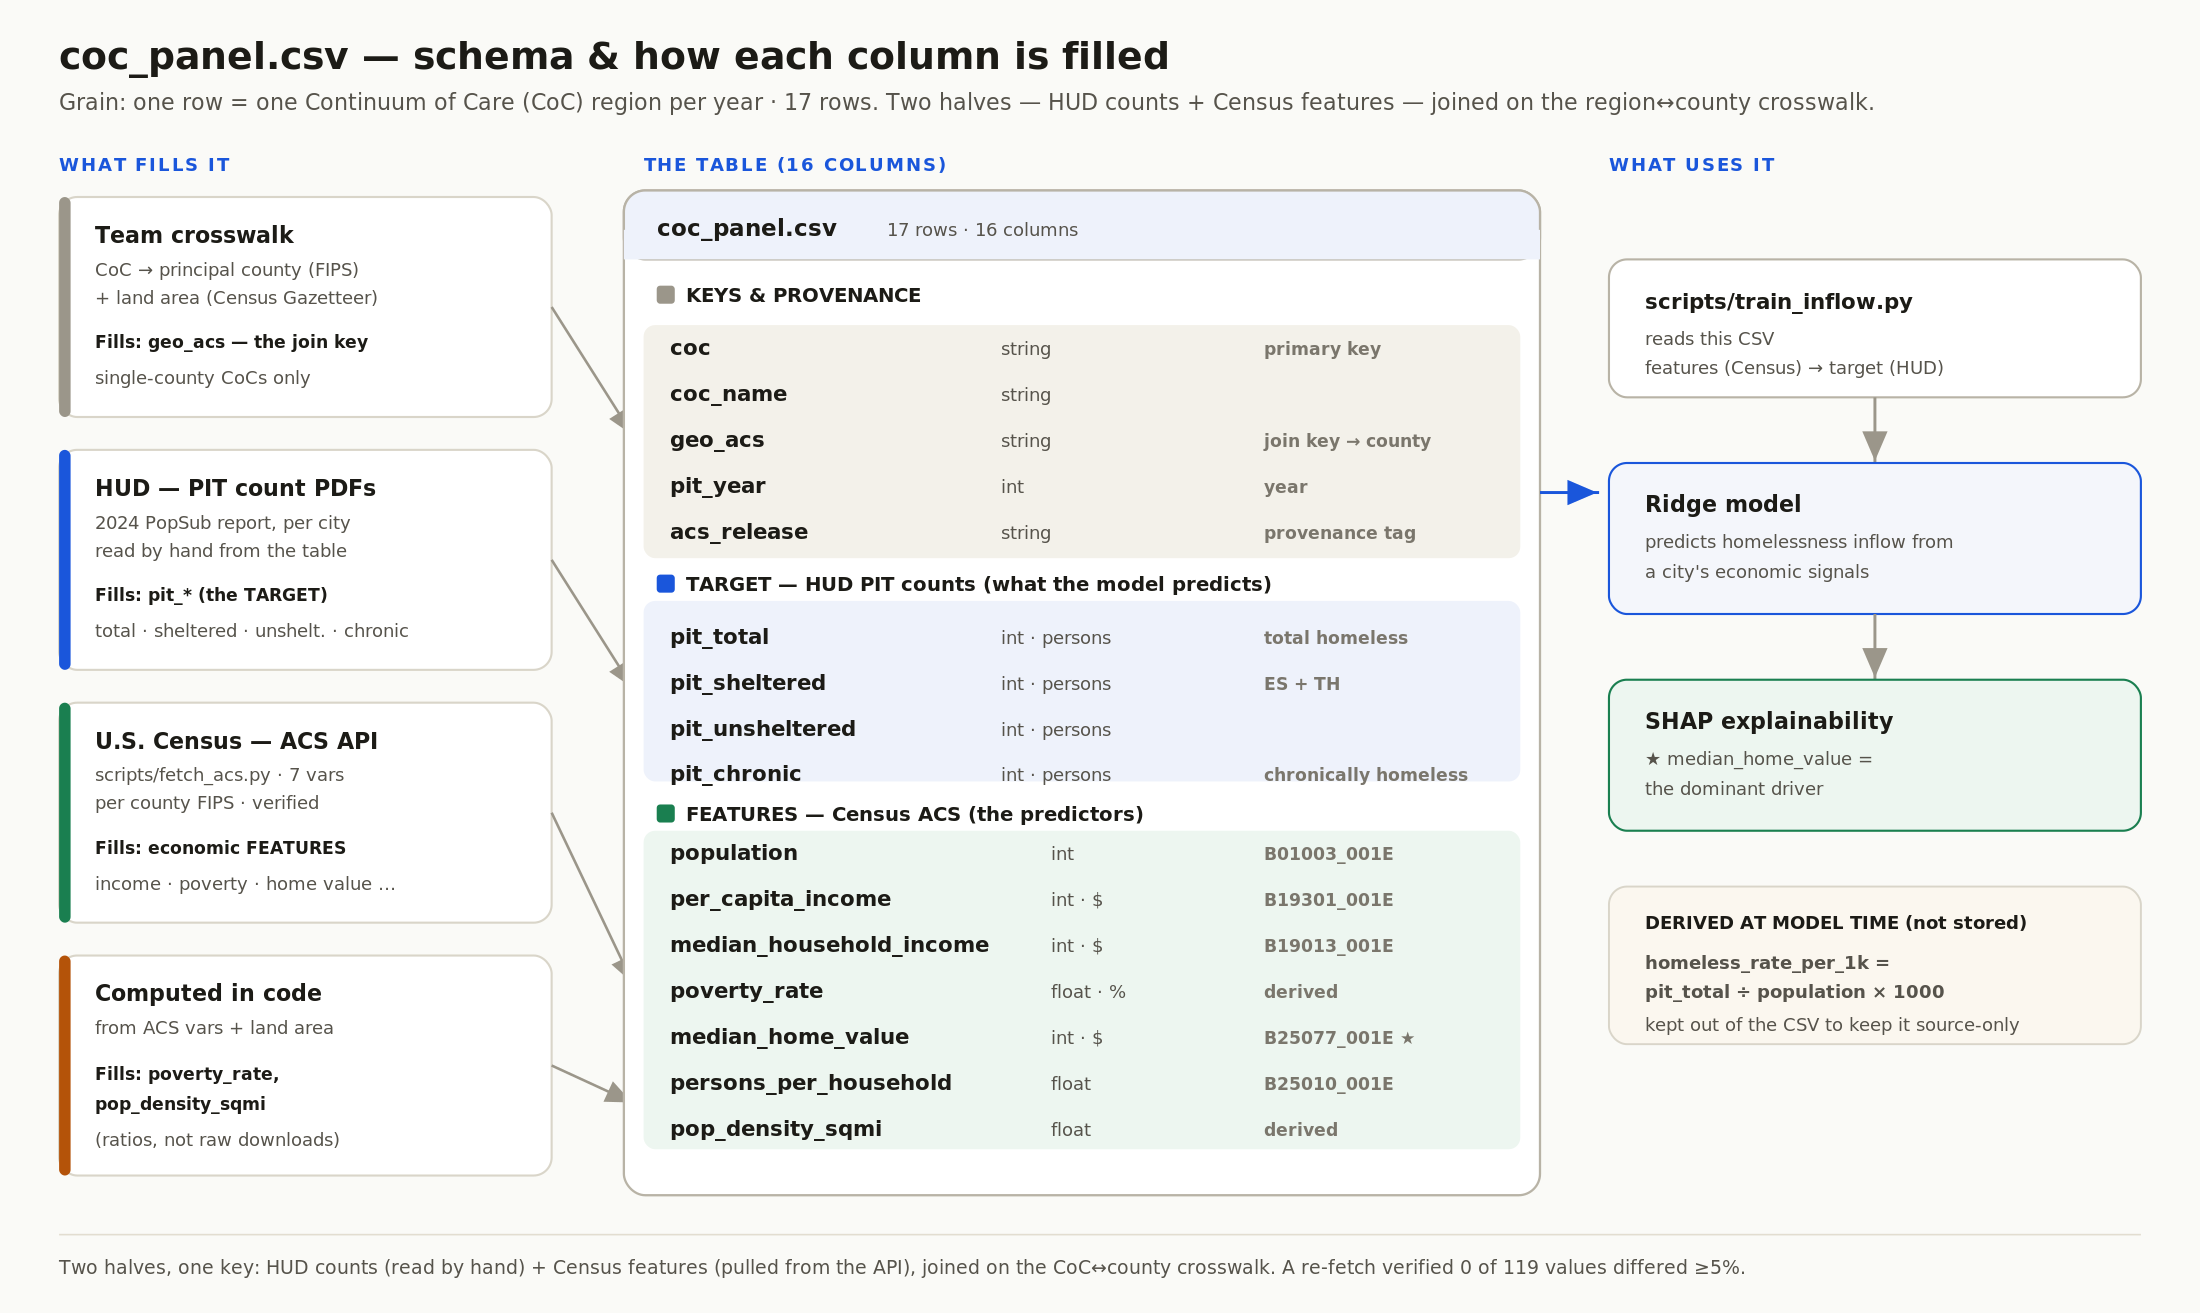 coc_panel.csv — schema & how each column is filled
Grain: one row = one Continuum of Care (CoC) region per year · 17 rows. Two halves — HUD counts + Census features — joined on the region↔county crosswalk.
WHAT FILLS IT
Team crosswalk
CoC → principal county (FIPS)
+ land area (Census Gazetteer)
Fills: geo_acs — the join key
single-county CoCs only
HUD — PIT count PDFs
2024 PopSub report, per city
read by hand from the table
Fills: pit_* (the TARGET)
total · sheltered · unshelt. · chronic
U.S. Census — ACS API
scripts/fetch_acs.py · 7 vars
per county FIPS · verified
Fills: economic FEATURES
income · poverty · home value …
Computed in code
from ACS vars + land area
Fills: poverty_rate,
pop_density_sqmi
(ratios, not raw downloads)
THE TABLE (16 COLUMNS)
coc_panel.csv 17 rows · 16 columns
KEYS & PROVENANCE
coc string primary key
coc_name string
geo_acs string join key → county
pit_year int year
acs_release string provenance tag
TARGET — HUD PIT counts (what the model predicts)
pit_total int · persons total homeless
pit_sheltered int · persons ES + TH
pit_unsheltered int · persons
pit_chronic int · persons chronically homeless
FEATURES — Census ACS (the predictors)
population int B01003_001E
per_capita_income int · $ B19301_001E
median_household_income int · $ B19013_001E
poverty_rate float · % derived
median_home_value int · $ B25077_001E ★
persons_per_household float B25010_001E
pop_density_sqmi float derived
WHAT USES IT
scripts/train_inflow.py
reads this CSV
features (Census) → target (HUD)
Ridge model
predicts homelessness inflow from
a city's economic signals
SHAP explainability
★ median_home_value =
the dominant driver
DERIVED AT MODEL TIME (not stored)
homeless_rate_per_1k =
pit_total ÷ population × 1000
kept out of the CSV to keep it source-only
Two halves, one key: HUD counts (read by hand) + Census features (pulled from the API), joined on the CoC↔county crosswalk. A re-fetch verified 0 of 119 values differed ≥5%.